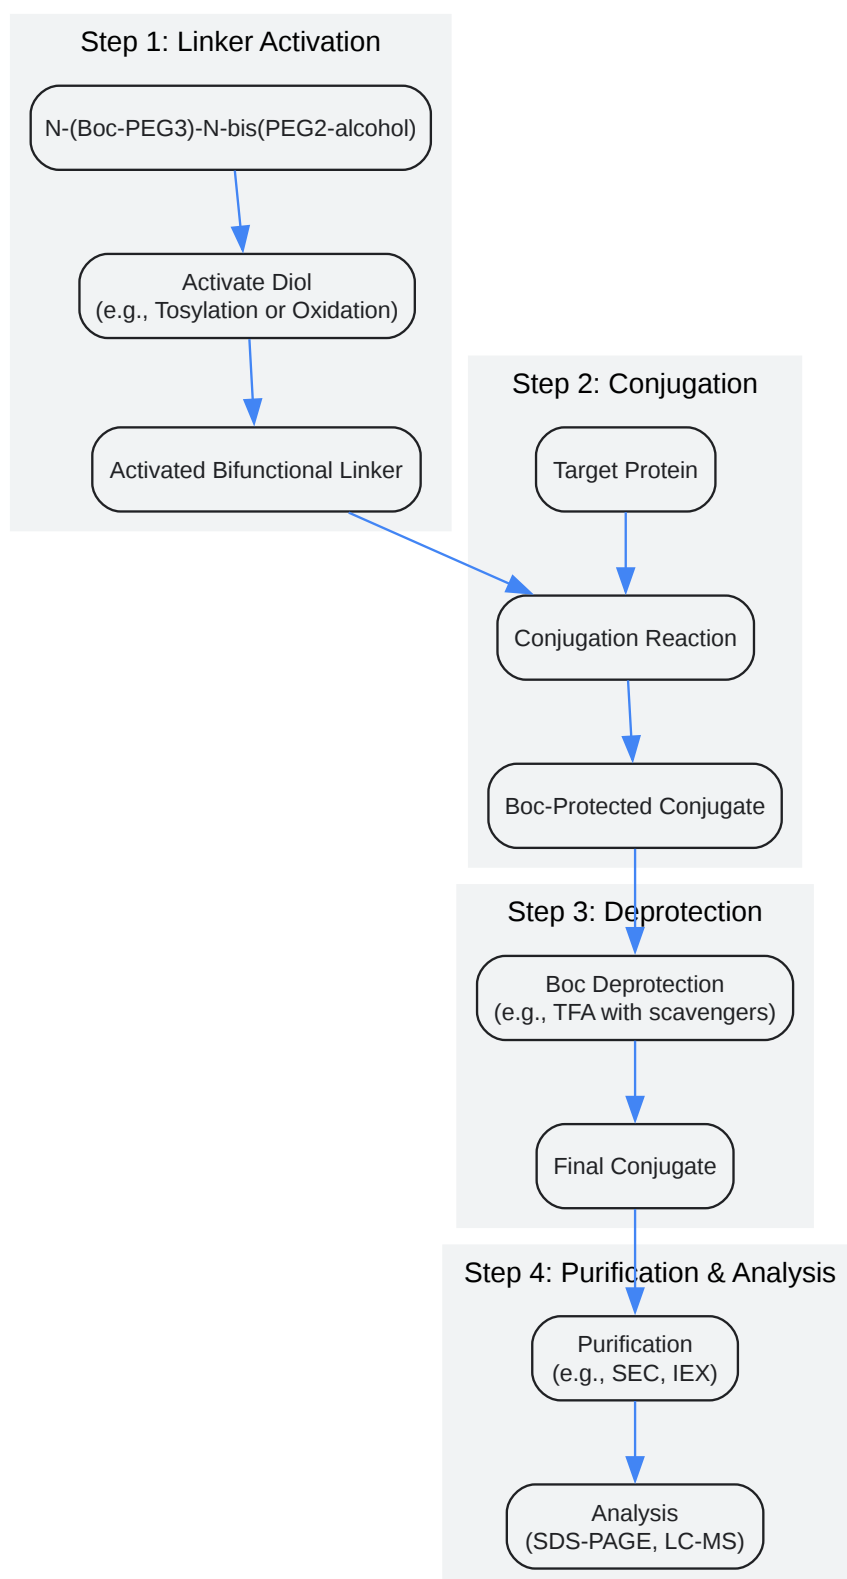 Step 1: Linker Activation
N-(Boc-PEG3)-N-bis(PEG2-alcohol)
Activate Diol
(e.g., Tosylation or Oxidation)
Activated Bifunctional Linker
Step 2: Conjugation
Target Protein
Conjugation Reaction
Boc-Protected Conjugate
Step 3: Deprotection
Boc Deprotection
(e.g., TFA with scavengers)
Final Conjugate
Step 4: Purification & Analysis
Purification
(e.g., SEC, IEX)
Analysis
(SDS-PAGE, LC-MS)